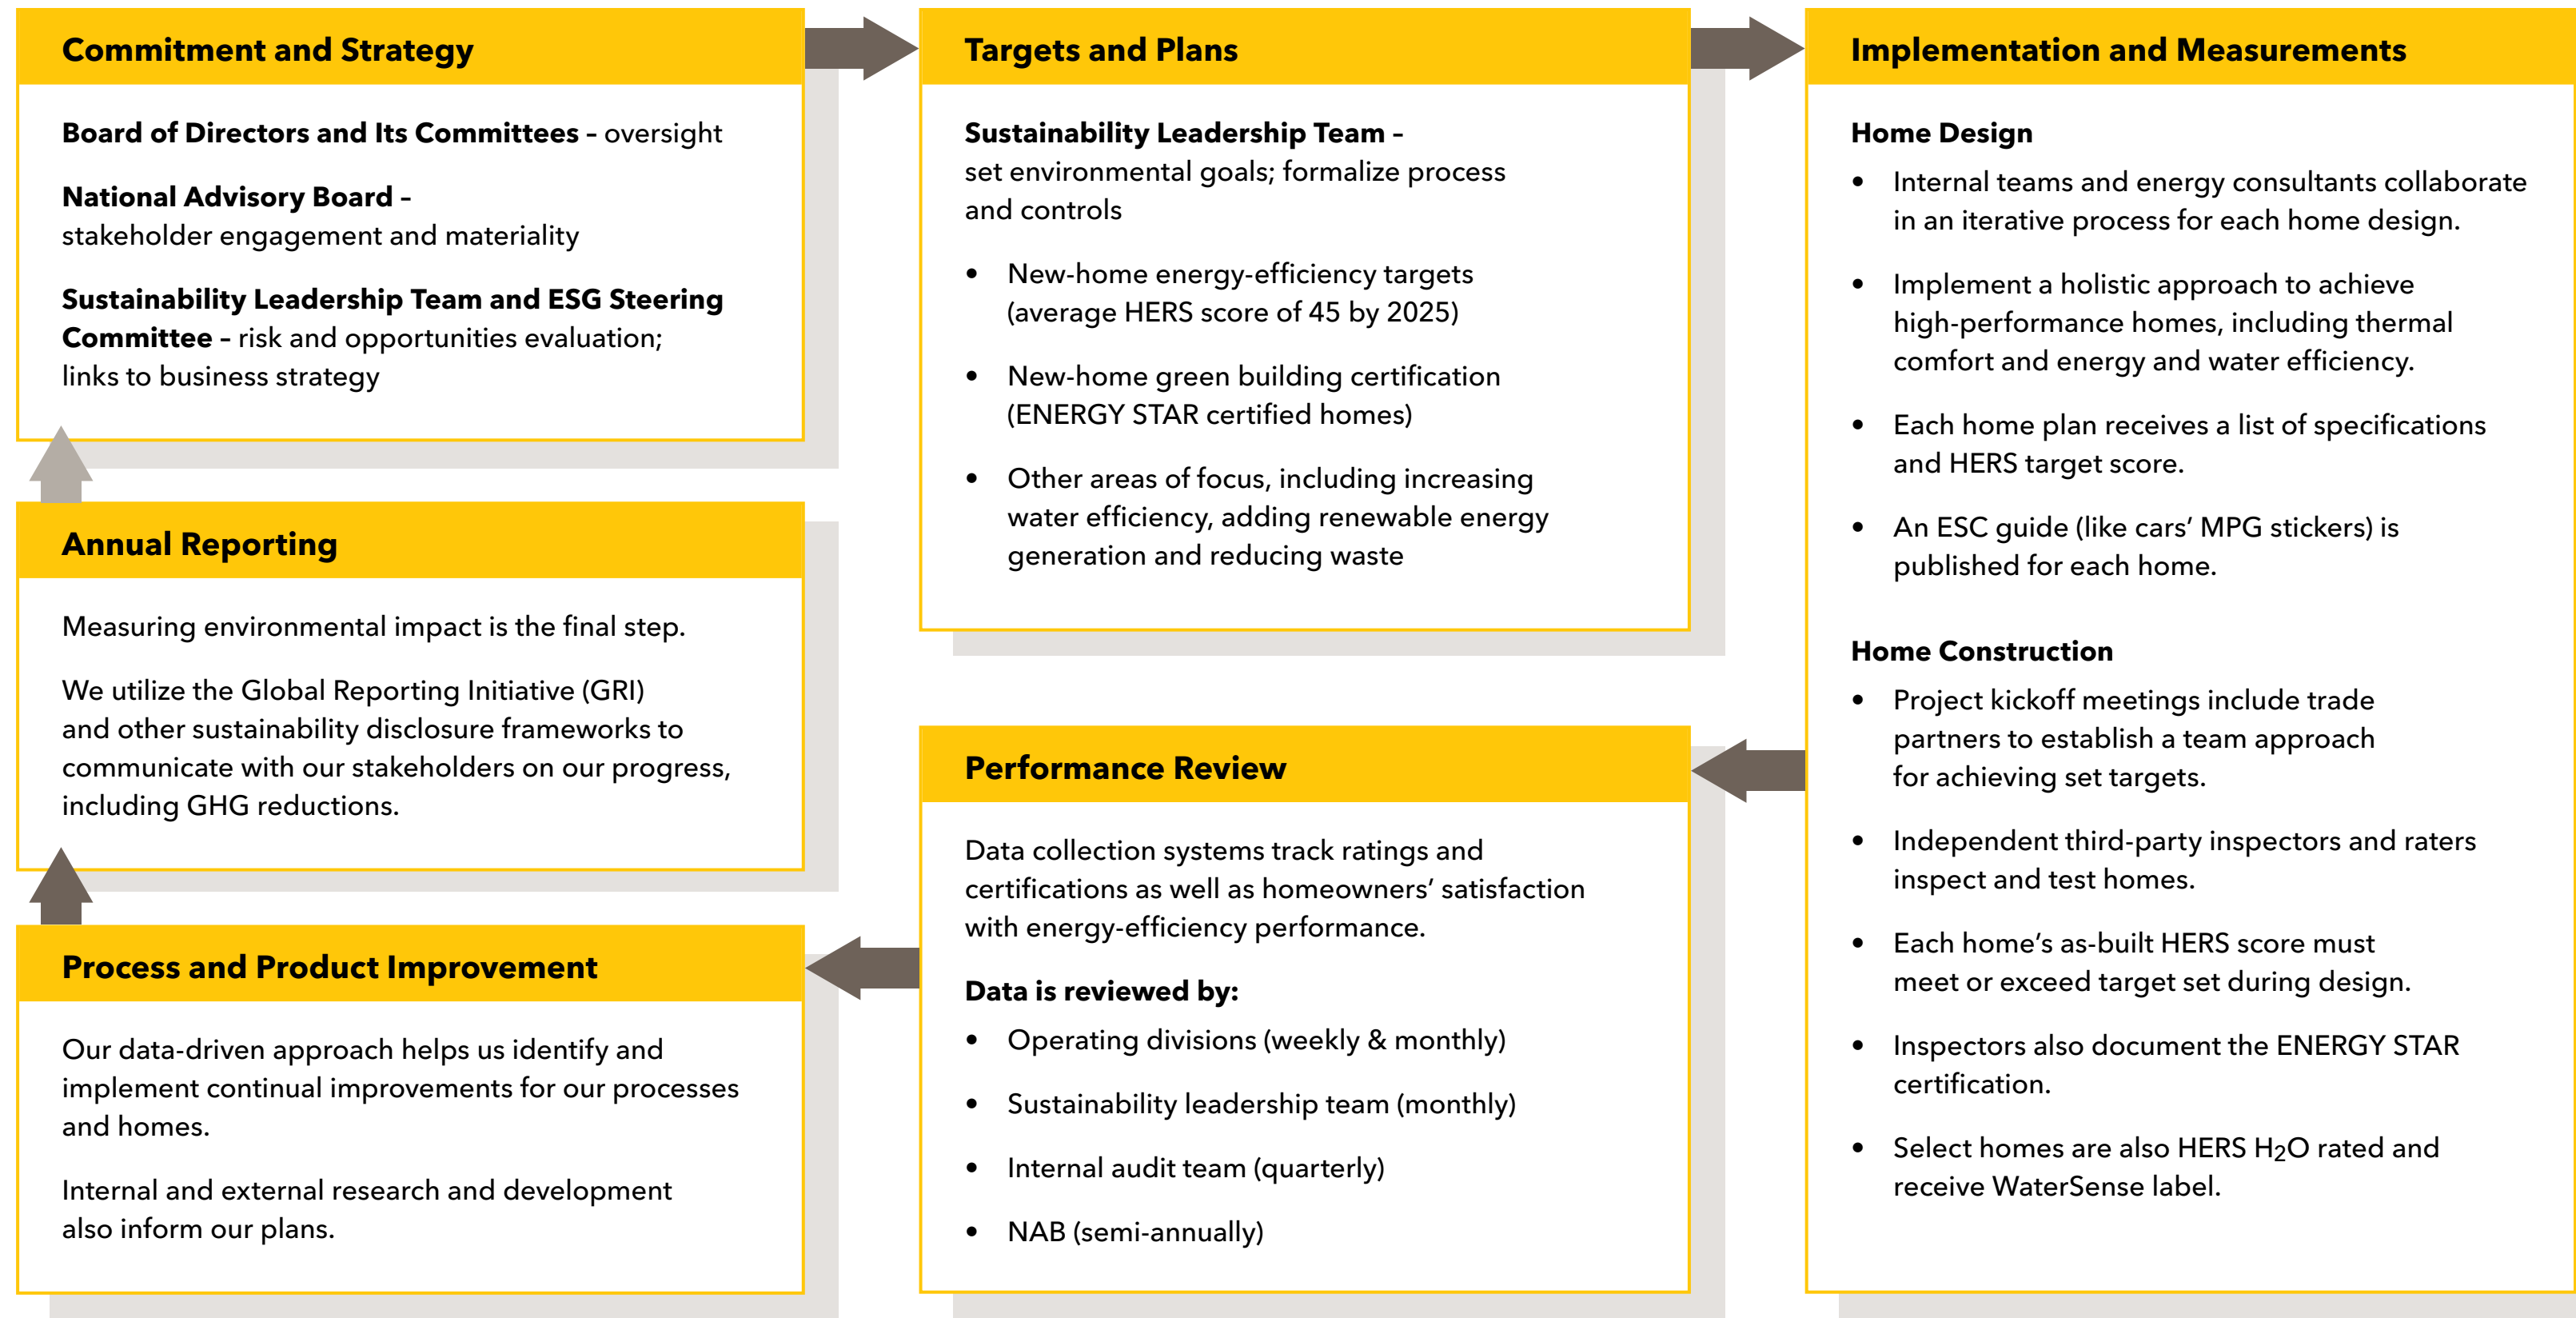 Commitment and Strategy
Board of Directors and Its Committees – oversight
National Advisory Board –
stakeholder engagement and materiality
Sustainability Leadership Team and ESG Steering
Committee – risk and opportunities evaluation;
links to business strategy
Targets and Plans
Sustainability Leadership Team –
set environmental goals; formalize process
and controls
• New-home energy-efficiency targets
(average HERS score of 45 by 2025)
• New-home green building certification
(ENERGY STAR certified homes)
• Other areas of focus, including increasing
water efficiency, adding renewable energy
generation and reducing waste
Implementation and Measurements
Home Design
• Internal teams and energy consultants collaborate
in an iterative process for each home design.
• Implement a holistic approach to achieve
high-performance homes, including thermal
comfort and energy and water efficiency.
• Each home plan receives a list of specifications
and HERS target score.
• An ESC guide (like cars’ MPG stickers) is
published for each home.
Home Construction
• Project kickoff meetings include trade
partners to establish a team approach
for achieving set targets.
• Independent third-party inspectors and raters
inspect and test homes.
• Each home’s as-built HERS score must
meet or exceed target set during design.
• Inspectors also document the ENERGY STAR
certification.
• Select homes are also HERS H₂O rated and
receive WaterSense label.
Performance Review
Data collection systems track ratings and
certifications as well as homeowners’ satisfaction
with energy-efficiency performance.
Data is reviewed by:
• Operating divisions (weekly & monthly)
• Sustainability leadership team (monthly)
• Internal audit team (quarterly)
• NAB (semi-annually)
Process and Product Improvement
Our data-driven approach helps us identify and
implement continual improvements for our processes
and homes.
Internal and external research and development
also inform our plans.
Annual Reporting
Measuring environmental impact is the final step.
We utilize the Global Reporting Initiative (GRI)
and other sustainability disclosure frameworks to
communicate with our stakeholders on our progress,
including GHG reductions.